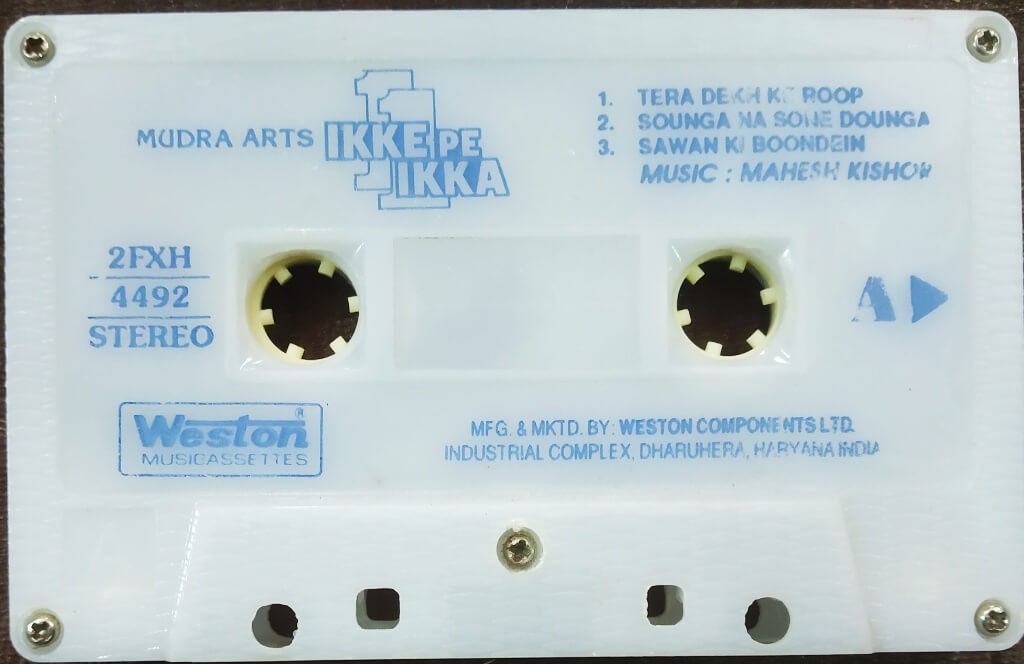 MUDRA ARTS
1 1
IKKE PE
IKKA
1. TERA DEKH KE ROOP
2. SOUNGA NA SONE DOUNGA
3. SAWAN KI BOONDEIN
MUSIC : MAHESH KISHOR
2FXH
4492
STEREO
A
Weston®
MUSICASSETTES
MFG. & MKTD. BY: WESTON COMPONENTS LTD.
INDUSTRIAL COMPLEX, DHARUHERA, HARYANA INDIA